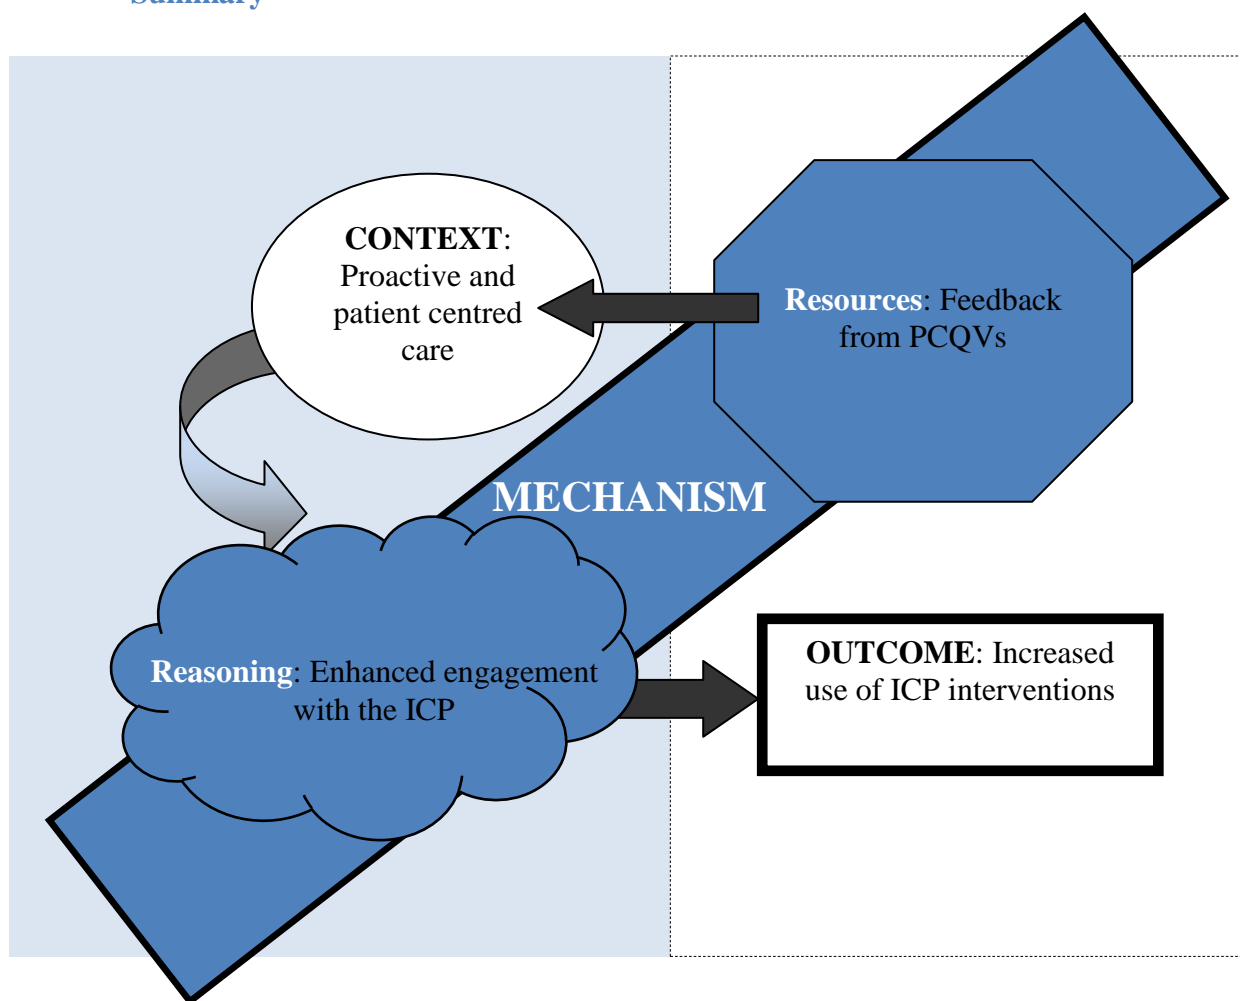 Summary
CONTEXT:
Proactive and
patient centred
care
Resources: Feedback
from PCQVs
MECHANISM
Reasoning: Enhanced engagement
with the ICP
OUTCOME: Increased
use of ICP interventions